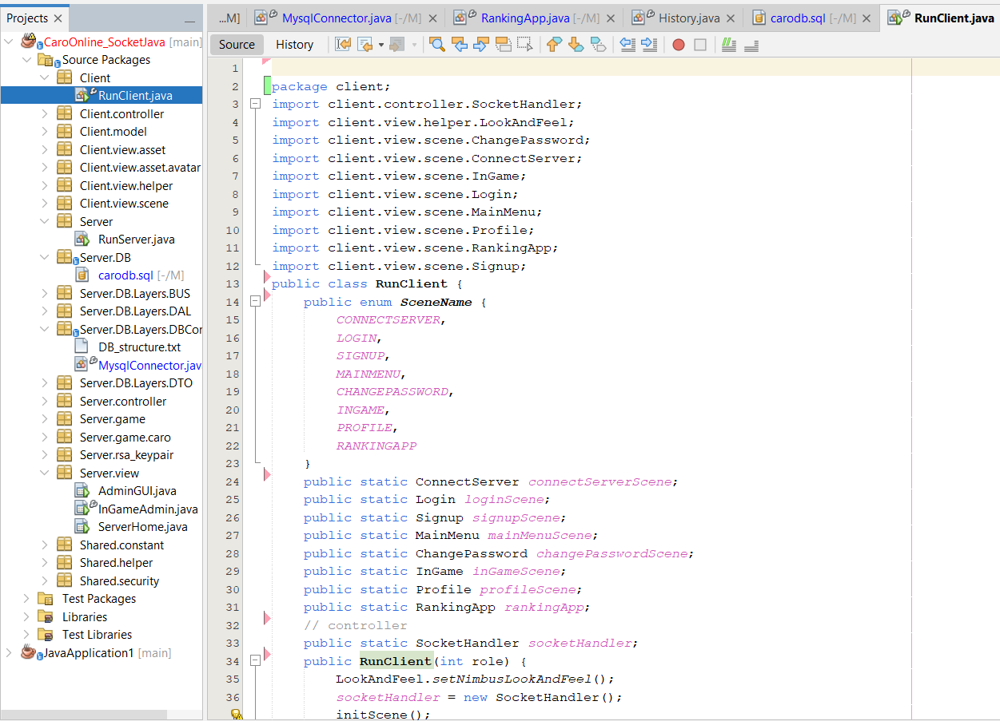 Projects
CaroOnline_SocketJava [main]
Source Packages
Client
RunClient.java
Client.controller
Client.model
Client.view.asset
Client.view.asset.avatar
Client.view.helper
Client.view.scene
Server
RunServer.java
Server.DB
carodb.sql [-/M]
Server.DB.Layers.BUS
Server.DB.Layers.DAL
Server.DB.Layers.DBCor
DB_structure.txt
MysqlConnector.jav
Server.DB.Layers.DTO
Server.controller
Server.game
Server.game.caro
Server.rsa_keypair
Server.view
AdminGUI.java
InGameAdmin.java
ServerHome.java
Shared.constant
Shared.helper
Shared.security
Test Packages
Libraries
Test Libraries
JavaApplication1 [main]
...M] MysqlConnector.java [-/M] RankingApp.java [-/M] History.java carodb.sql [-/M] RunClient.java
Source History
1
2 package client;
3 import client.controller.SocketHandler;
4 import client.view.helper.LookAndFeel;
5 import client.view.scene.ChangePassword;
6 import client.view.scene.ConnectServer;
7 import client.view.scene.InGame;
8 import client.view.scene.Login;
9 import client.view.scene.MainMenu;
10 import client.view.scene.Profile;
11 import client.view.scene.RankingApp;
12 import client.view.scene.Signup;
13 public class RunClient {
14 public enum SceneName {
15 CONNECTSERVER,
16 LOGIN,
17 SIGNUP,
18 MAINMENU,
19 CHANGEPASSWORD,
20 INGAME,
21 PROFILE,
22 RANKINGAPP
23 }
24 public static ConnectServer connectServerScene;
25 public static Login loginScene;
26 public static Signup signupScene;
27 public static MainMenu mainMenuScene;
28 public static ChangePassword changePasswordScene;
29 public static InGame inGameScene;
30 public static Profile profileScene;
31 public static RankingApp rankingApp;
32 // controller
33 public static SocketHandler socketHandler;
34 public RunClient(int role) {
35 LookAndFeel.setNimbusLookAndFeel();
36 socketHandler = new SocketHandler();
initScene();